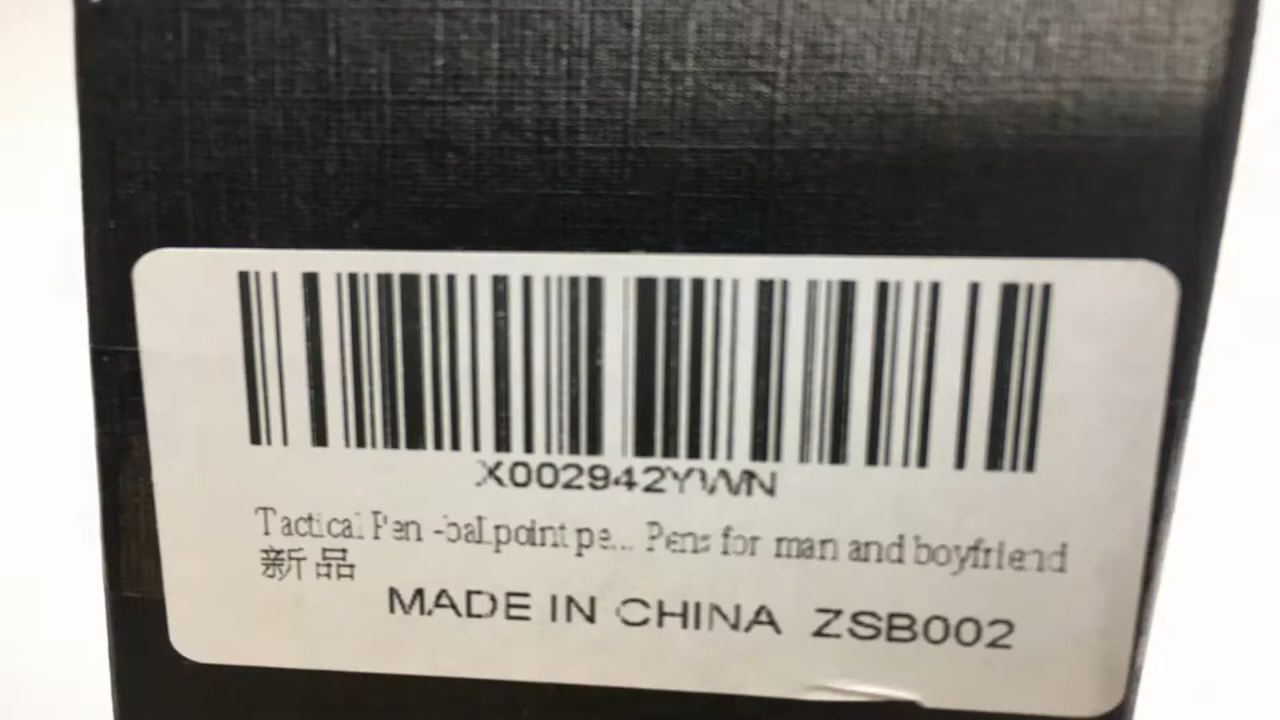 X002942YWN
Tactical Pen -ballpoint pe... Pens for man and boyfriend
新品
MADE IN CHINA ZSB002